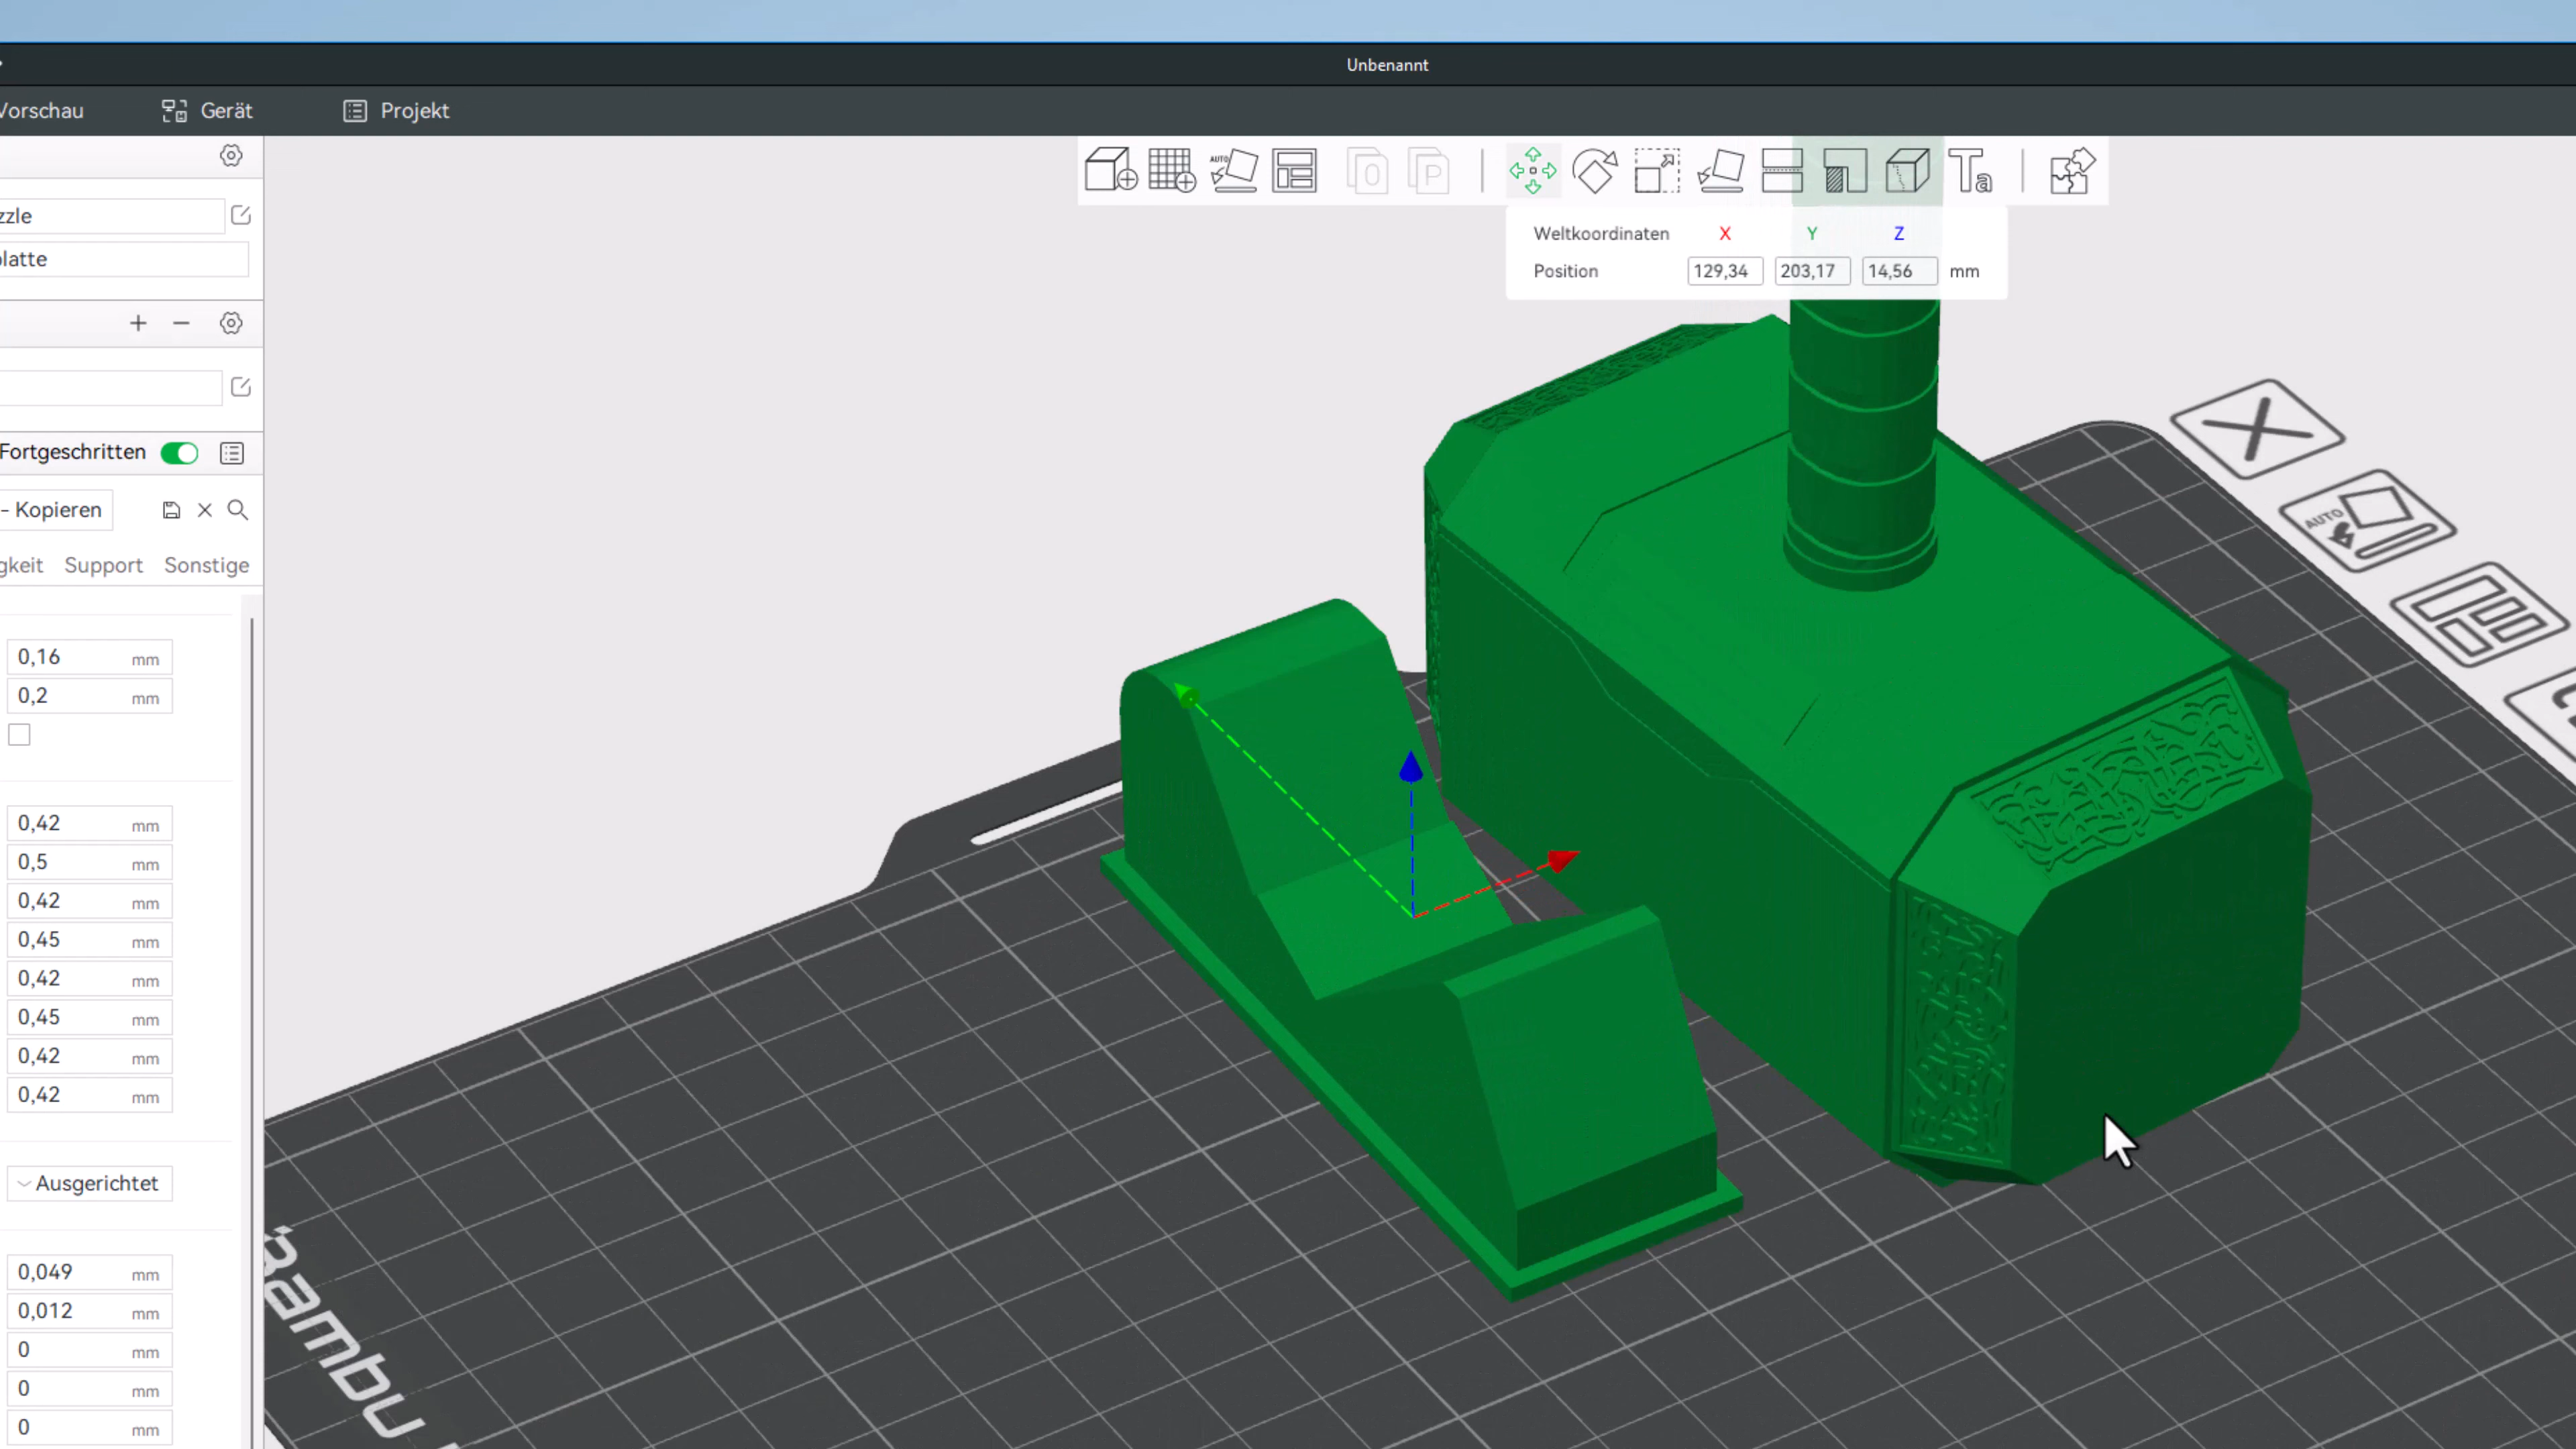 Unbenannt
Vorschau Gerät Projekt
AUTO O P Ta
Weltkoordinaten X Y Z
Position 129,34 203,17 14,56 mm
platte
Fortgeschritten
- Kopieren
Support Sonstige
0,16 mm
0,2 mm
0,42 mm
0,5 mm
0,42 mm
0,45 mm
0,42 mm
0,45 mm
0,42 mm
0,42 mm
Ausgerichtet
0,049 mm
0,012 mm
0 mm
0 mm
0 mm
AUTO
Bambu